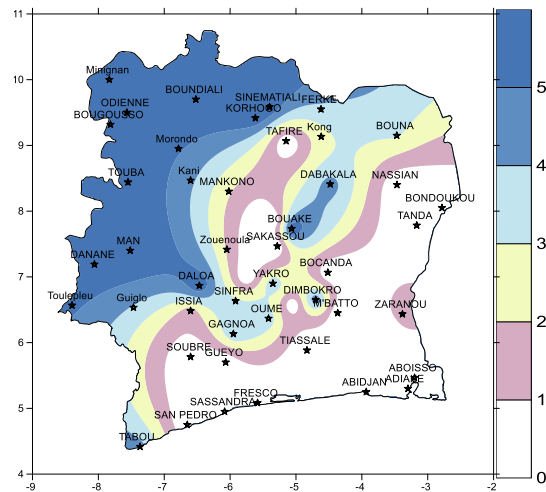 11
10
9
8
7
6
5
4
-9
-8
-7
-6
-5
-4
-3
-2
Minignan
ODIENNE
BOUGOUSSO
BOUNDIALI
SINEMATIALI
FERKE
KORHOGO
TAFIRE
Kong
BOUNA
Morondo
TOUBA
Kani
MANKONO
DABAKALA
NASSIAN
BONDOUKOU
TANDA
BOUAKE
SAKASSOU
Zouenoula
MAN
DANANE
BOCANDA
YAKRO
DALOA
SINFRA
DIMBOKRO
M'BATTO
Toulepleu
Guiglo
ISSIA
OUME
ZARANOU
GAGNOA
TIASSALE
SOUBRE
GUEYO
ABOISSO
ADIAKE
ABIDJAN
FRESCO
SASSANDRA
SAN PEDRO
TABOU
5
4
3
2
1
0